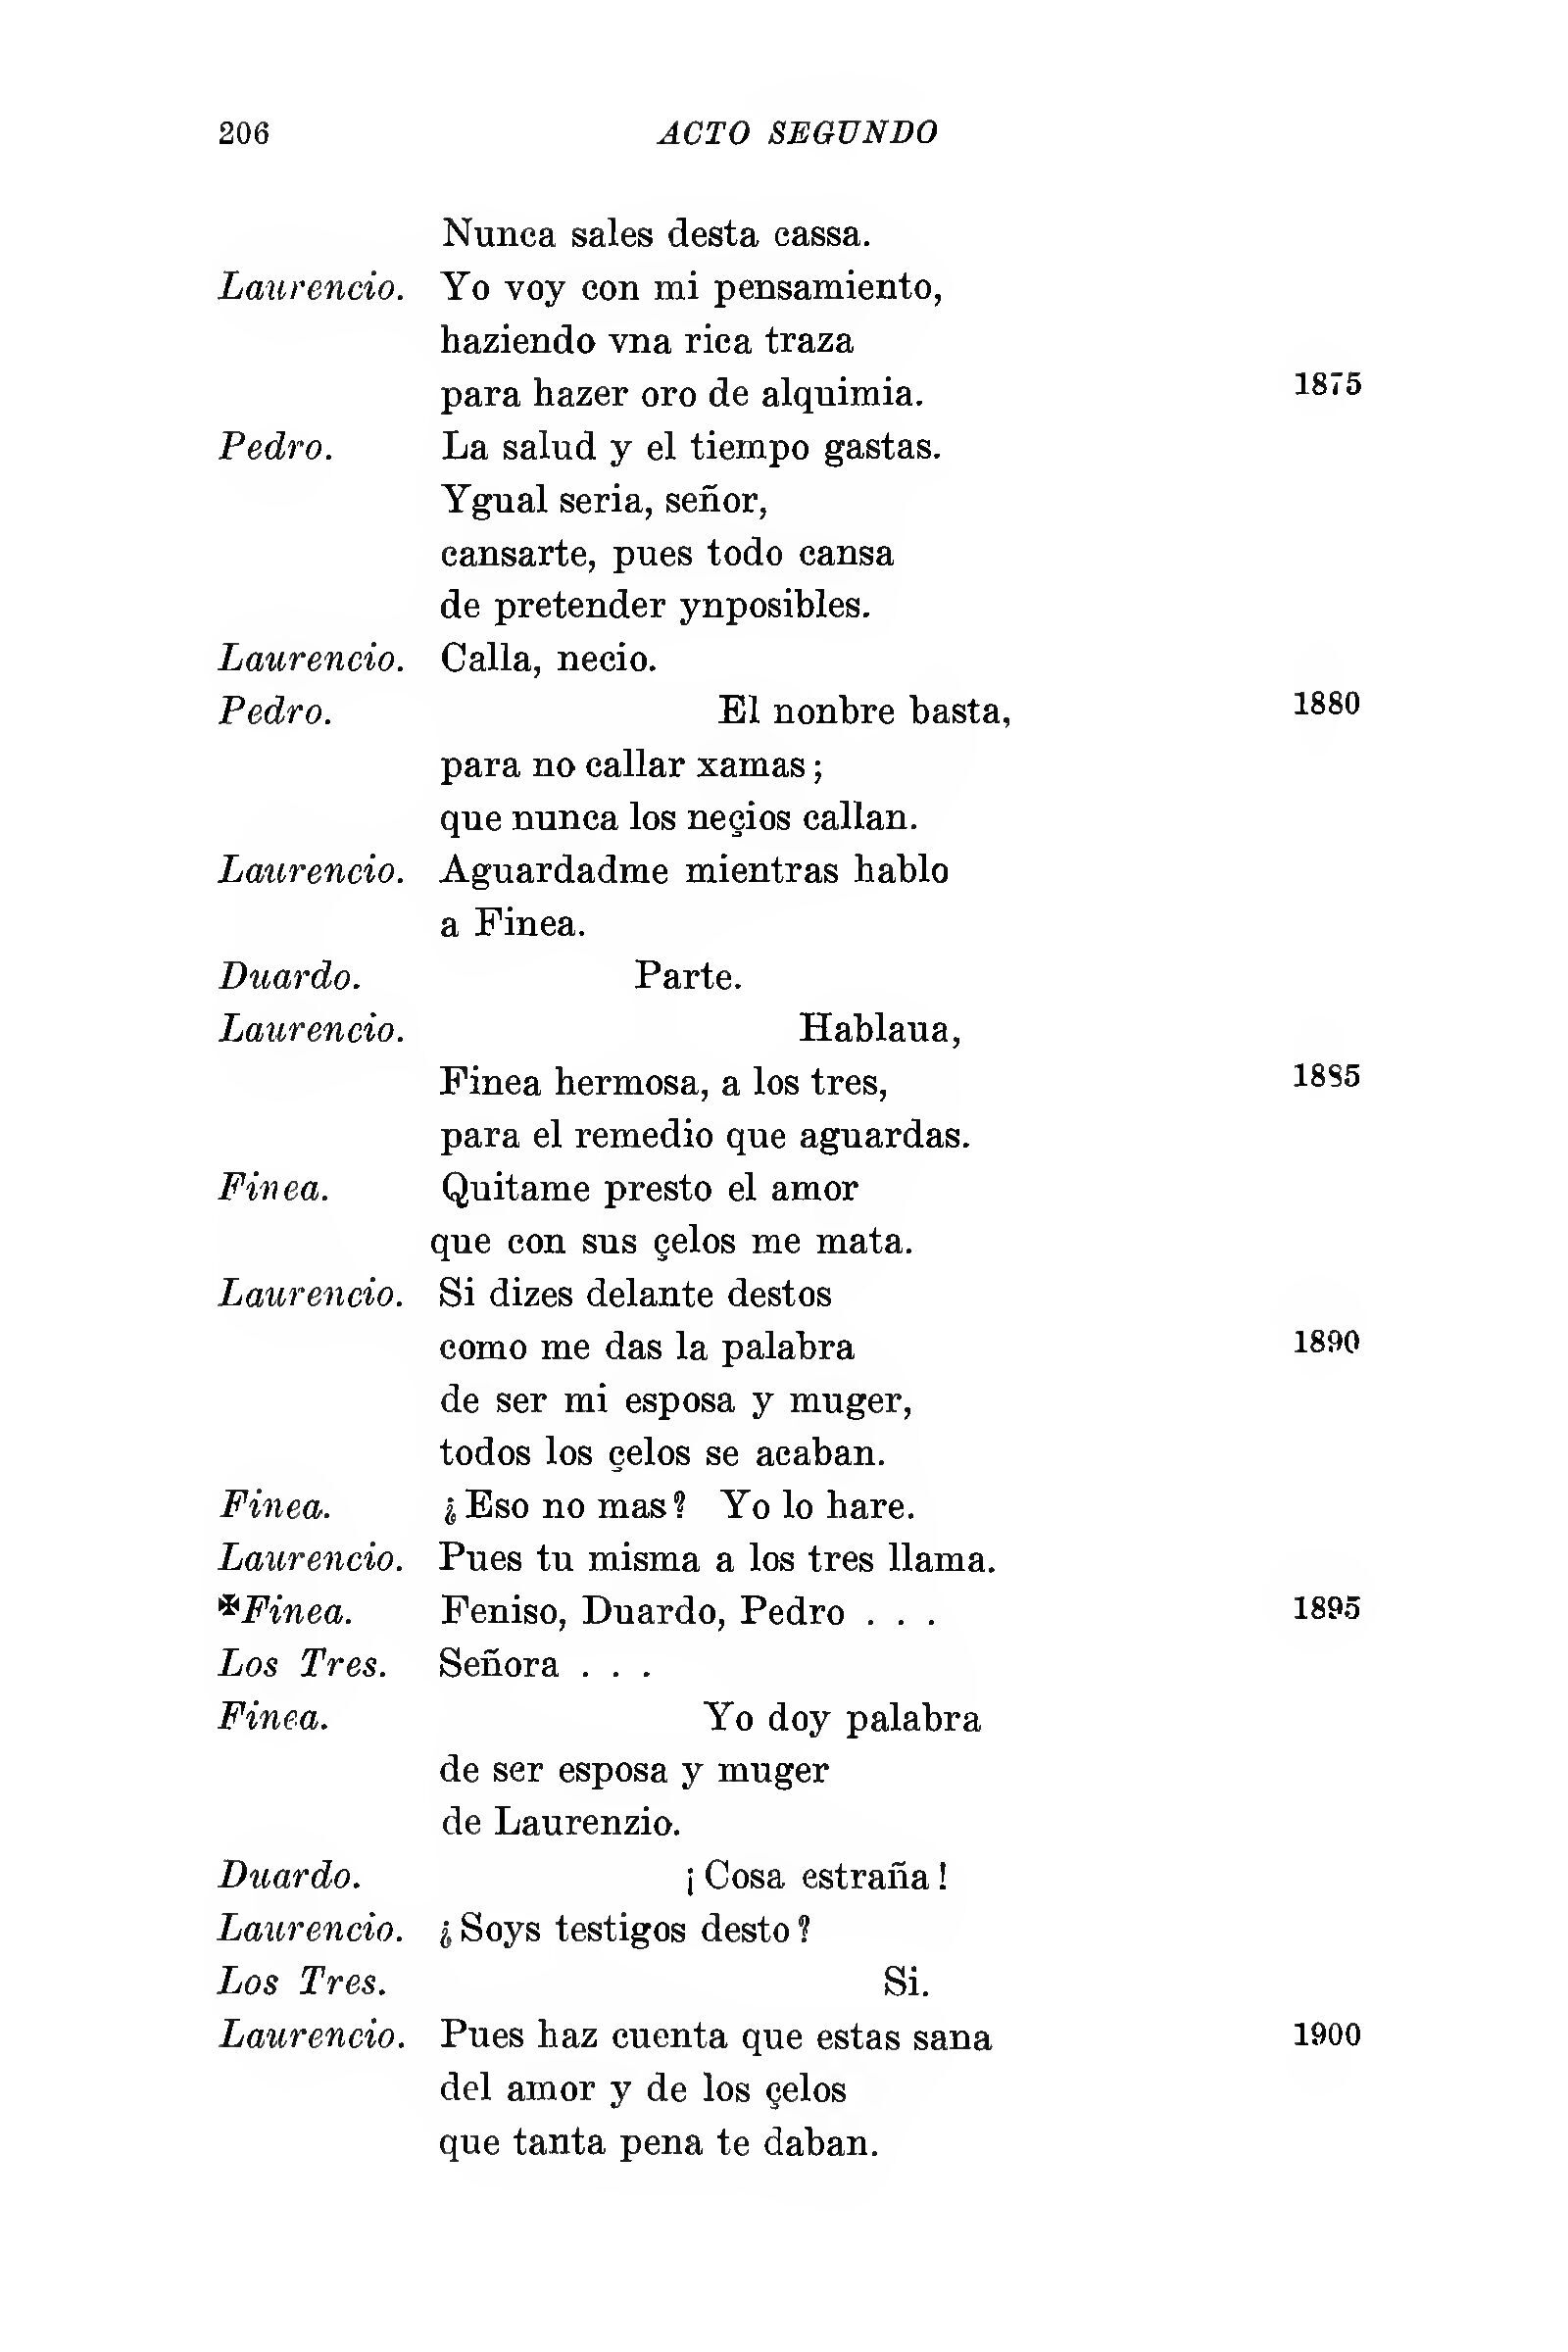 206 ACTO SEGUNDO
Nunca sales desta cassa.
Laurencio. Yo voy con mi pensamiento,
haziendo vna rica traza
para hazer oro de alquimia. 1875
Pedro. La salud y el tiempo gastas.
Ygual seria, señor,
cansarte, pues todo cansa
de pretender ynposibles.
Laurencio. Calla, necio.
Pedro. El nonbre basta, 1880
para no callar xamas;
que nunca los neçios callan.
Laurencio. Aguardadme mientras hablo
a Finea.
Duardo. Parte.
Laurencio. Hablaua,
Finea hermosa, a los tres, 1885
para el remedio que aguardas.
Finea. Quitame presto el amor
que con sus çelos me mata.
Laurencio. Si dizes delante destos
como me das la palabra 1890
de ser mi esposa y muger,
todos los çelos se acaban.
Finea. ¿Eso no mas? Yo lo hare.
Laurencio. Pues tu misma a los tres llama.
✠Finea. Feniso, Duardo, Pedro . . . 1895
Los Tres. Señora . . .
Finea. Yo doy palabra
de ser esposa y muger
de Laurenzio.
Duardo. ¡Cosa estraña!
Laurencio. ¿Soys testigos desto?
Los Tres. Si.
Laurencio. Pues haz cuenta que estas sana 1900
del amor y de los çelos
que tanta pena te daban.